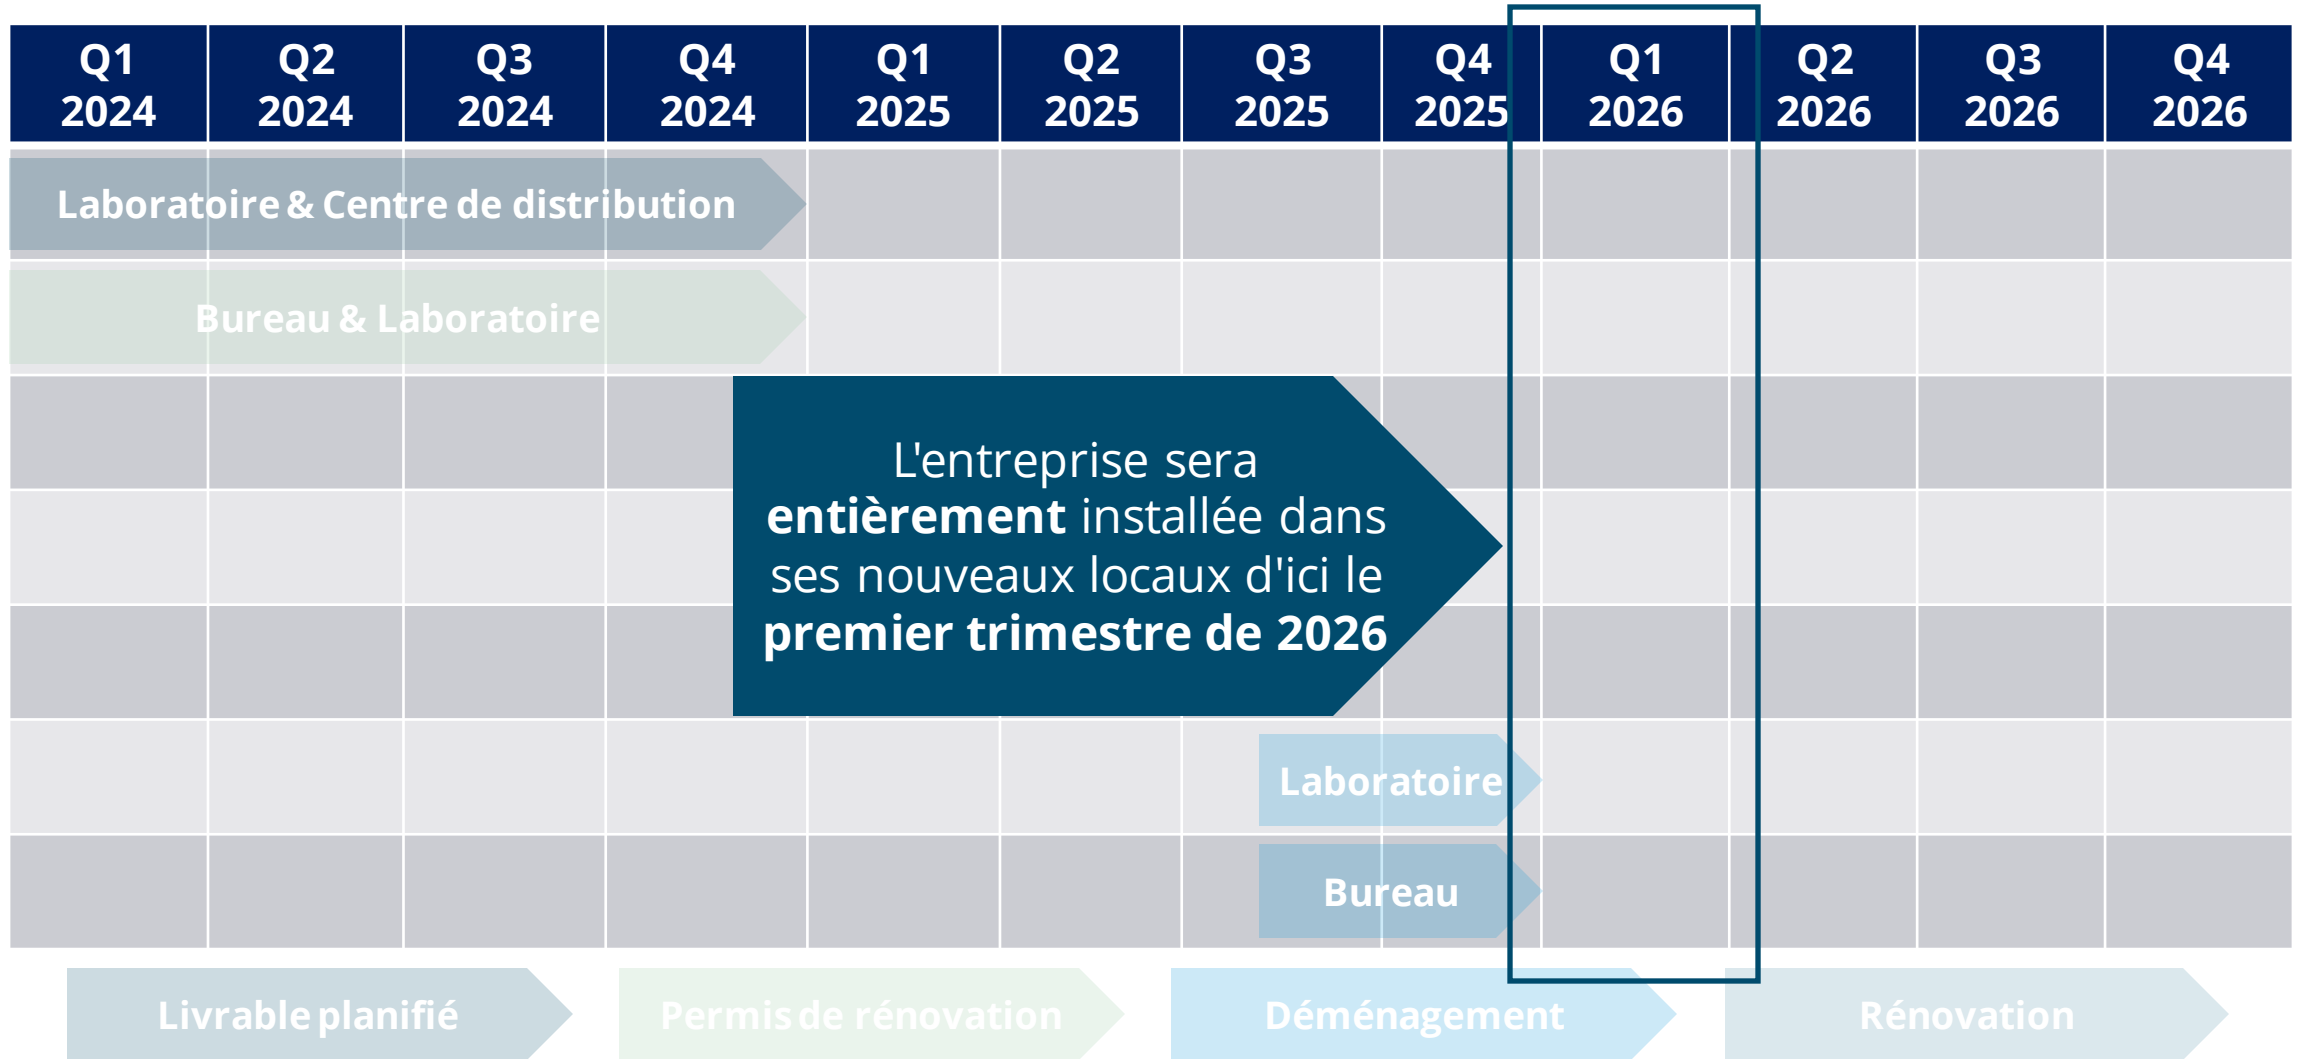 Q1 Q2 Q3 Q4 Q1 Q2 Q3 Q4 Q1 Q2 Q3 Q4
2024 2024 2024 2024 2025 2025 2025 2025 2026 2026 2026 2026
Laboratoire & Centre de distribution
Bureau & Laboratoire
L'entreprise sera
entièrement installée dans
ses nouveaux locaux d'ici le
premier trimestre de 2026
Laboratoire
Bureau
Livrable planifié
Permis de rénovation
Déménagement
Rénovation